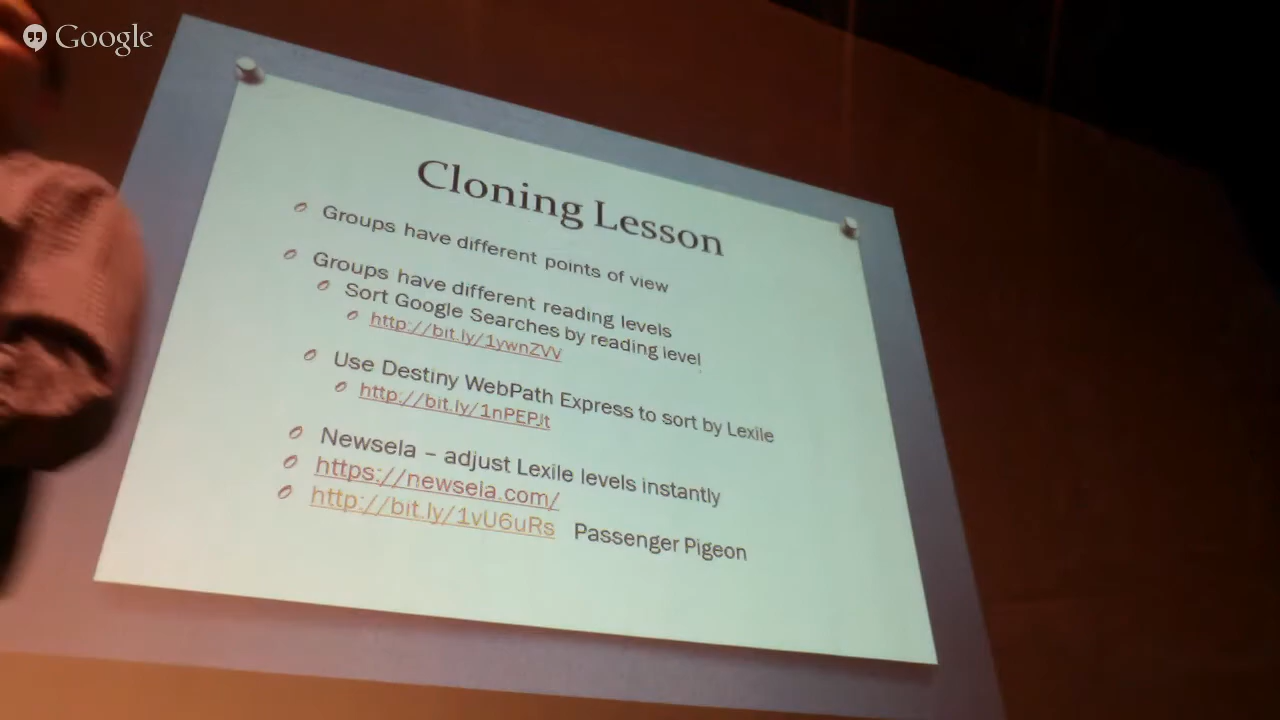 Google
Cloning Lesson
Groups have different points of view
Groups have different reading levels
Sort Google Searches by reading level
http://bit.ly/1ywnZVV
Use Destiny WebPath Express to sort by Lexile
http://bit.ly/1nPEPJt
Newsela – adjust Lexile levels instantly
https://newsela.com/
http://bit.ly/1vU6uRs Passenger Pigeon